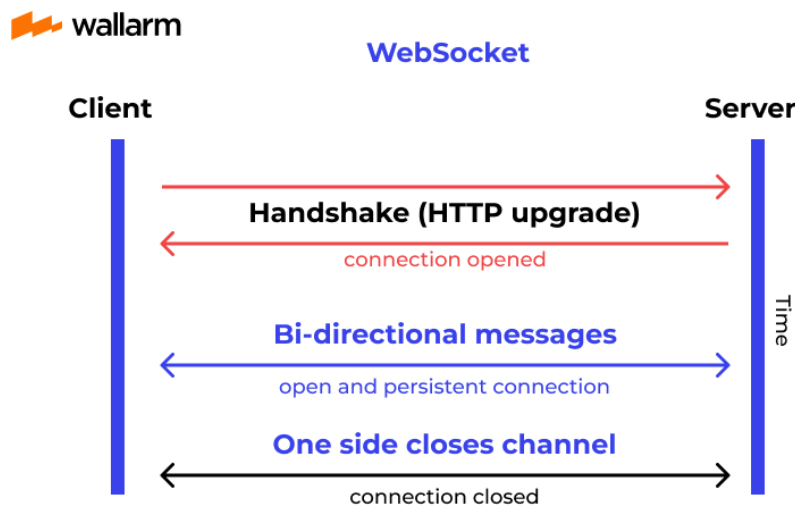 wallarm
WebSocket
Client
Server
Handshake (HTTP upgrade)
connection opened
Time
Bi-directional messages
open and persistent connection
One side closes channel
connection closed